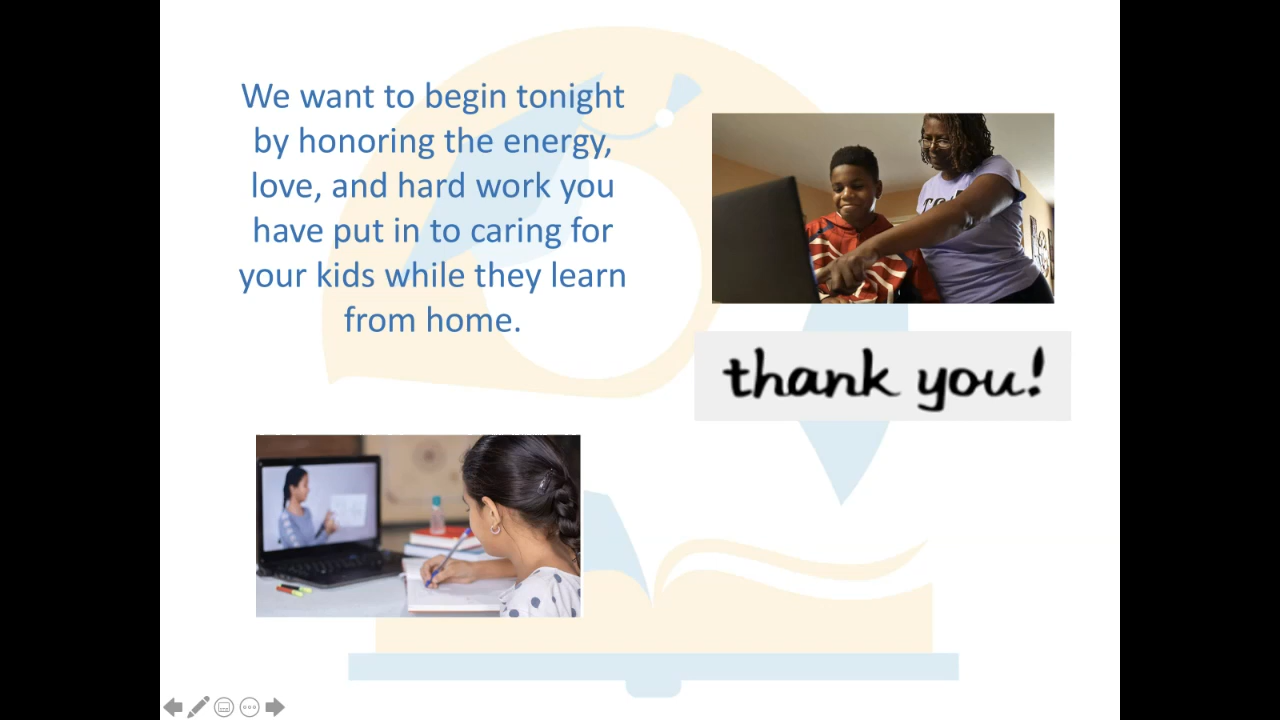 We want to begin tonight
by honoring the energy,
love, and hard work you
have put in to caring for
your kids while they learn
from home.
thank you!